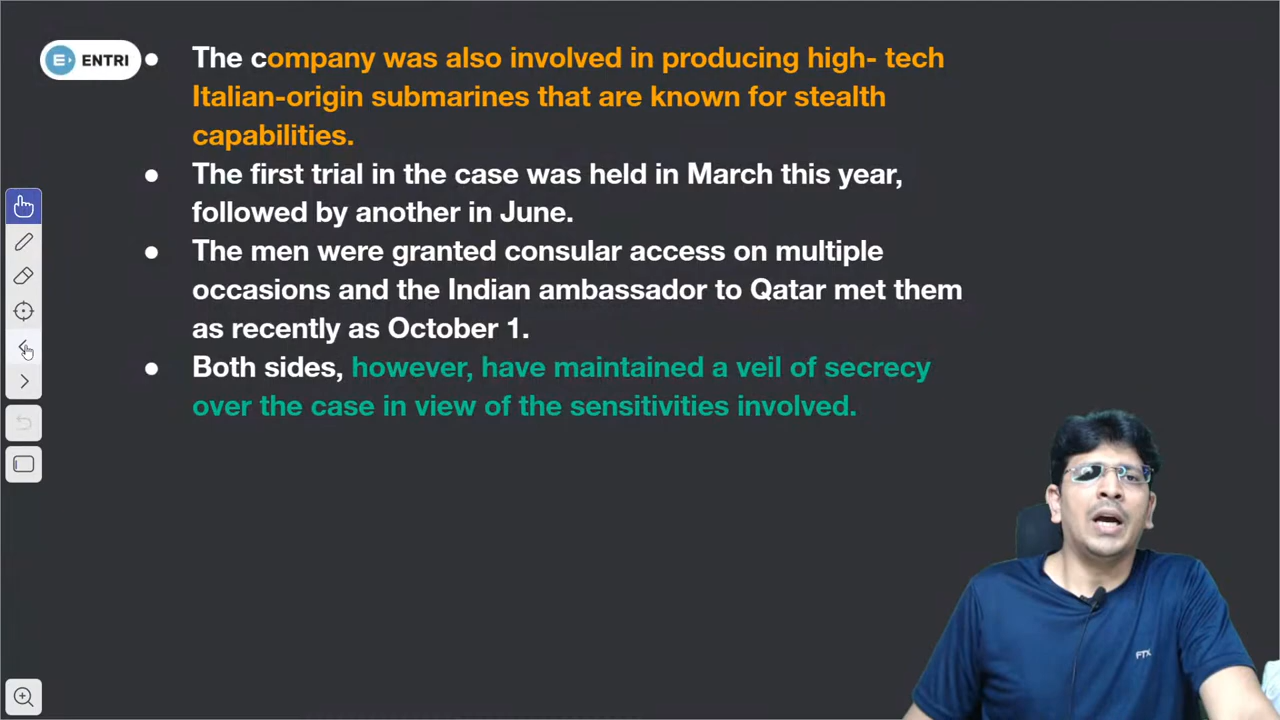 ENTRI
The company was also involved in producing high- tech
Italian-origin submarines that are known for stealth
capabilities.
The first trial in the case was held in March this year,
followed by another in June.
The men were granted consular access on multiple
occasions and the Indian ambassador to Qatar met them
as recently as October 1.
Both sides, however, have maintained a veil of secrecy
over the case in view of the sensitivities involved.
FTX